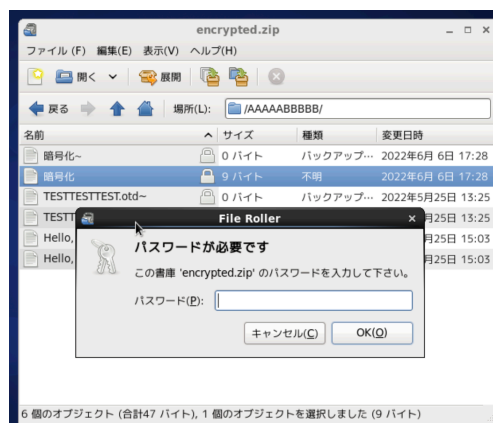 encrypted.zip
ファイル (F) 編集(E) 表示(V) ヘルプ(H)
開く 展開
戻る 場所(L): /AAAAABBBBB/
名前 サイズ 種類 変更日時
暗号化~ 0 バイト バックアップ… 2022年6月 6日 17:28
暗号化 9 バイト 不明 2022年6月 6日 17:28
TESTTESTTEST.otd~ 0 バイト バックアップ… 2022年5月25日 13:25
TESTT 月25日 13:25
Hello, 月25日 15:03
Hello, 月25日 15:03
File Roller
パスワードが必要です
この書庫 'encrypted.zip' のパスワードを入力して下さい。
パスワード(P):
キャンセル(C) OK(O)
6 個のオブジェクト (合計47 バイト), 1 個のオブジェクトを選択しました (9 バイト)